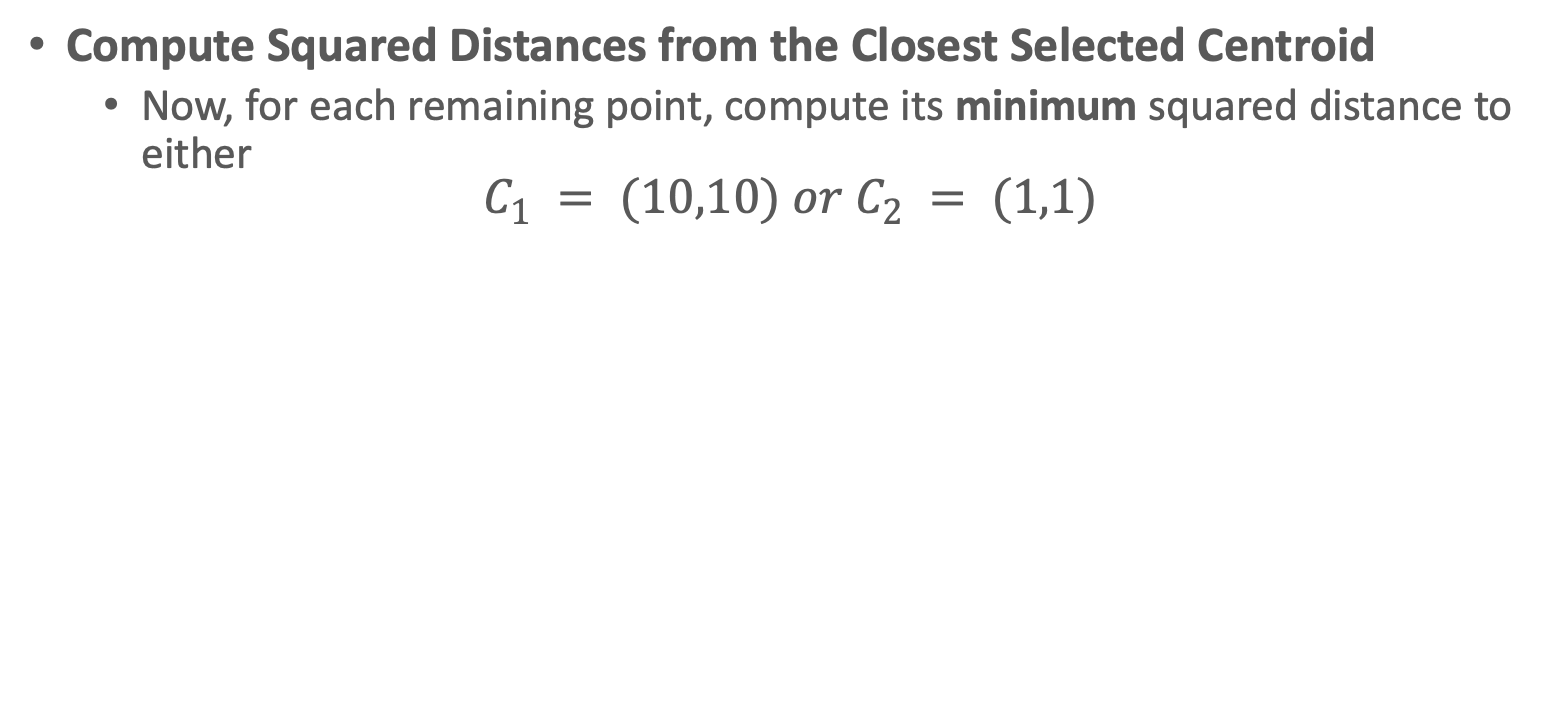 • Compute Squared Distances from the Closest Selected Centroid
• Now, for each remaining point, compute its minimum squared distance to
either
C₁ = (10,10) or C₂ = (1,1)